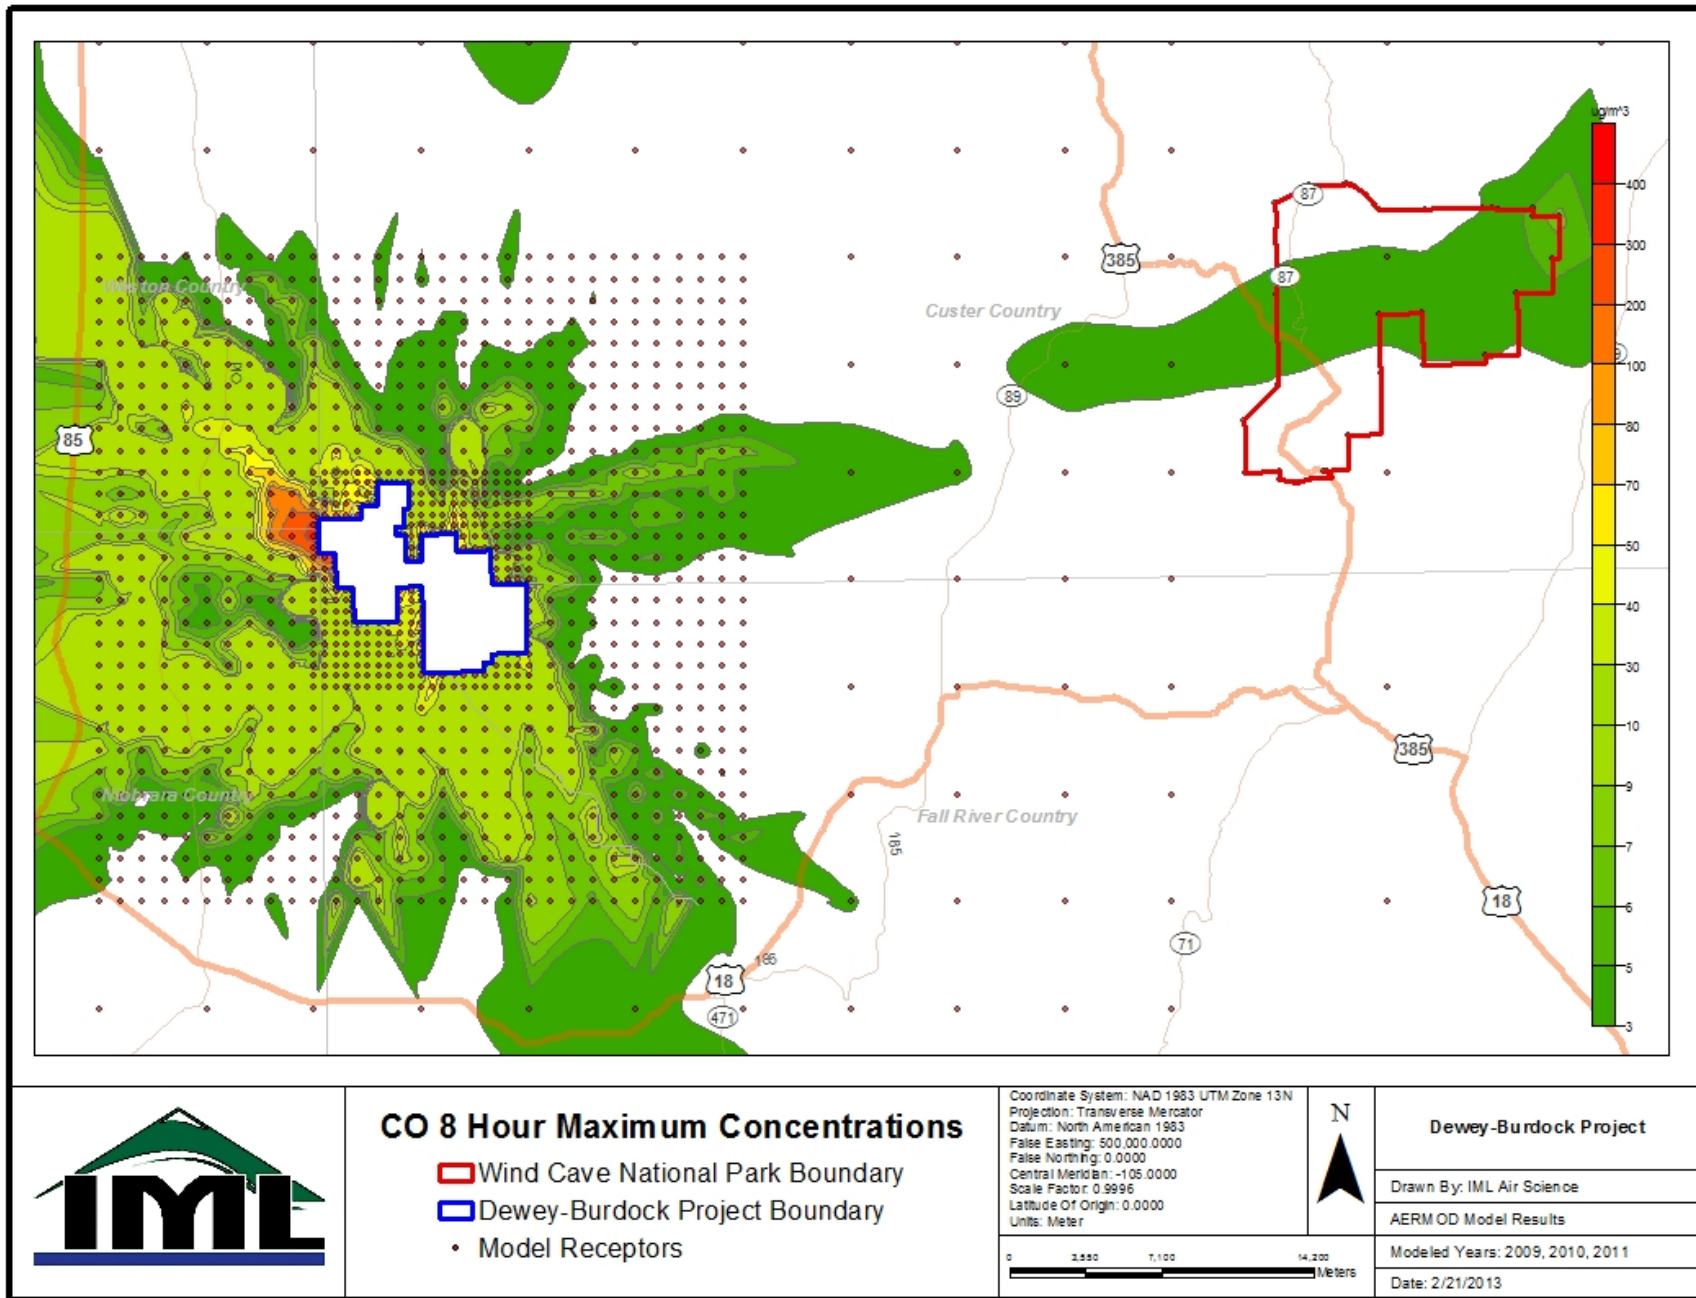 ug/m^3
400
300
200
100
80
70
50
40
30
10
9
7
6
5
3
87
385
87
Weston Country
Custer Country
89
85
385
Niobrara Country
Fall River Country
185
18
71
18
185
471
IML
CO 8 Hour Maximum Concentrations
Wind Cave National Park Boundary
Dewey-Burdock Project Boundary
Model Receptors
Coordinate System: NAD 1983 UTM Zone 13N
Projection: Transverse Mercator
Datum: North American 1983
False Easting: 500,000.0000
False Northing: 0.0000
Central Meridian: -105.0000
Scale Factor: 0.9996
Latitude Of Origin: 0.0000
Units: Meter
0 3,550 7,100 14,200
Meters
N
Dewey-Burdock Project
Drawn By: IML Air Science
AERMOD Model Results
Modeled Years: 2009, 2010, 2011
Date: 2/21/2013